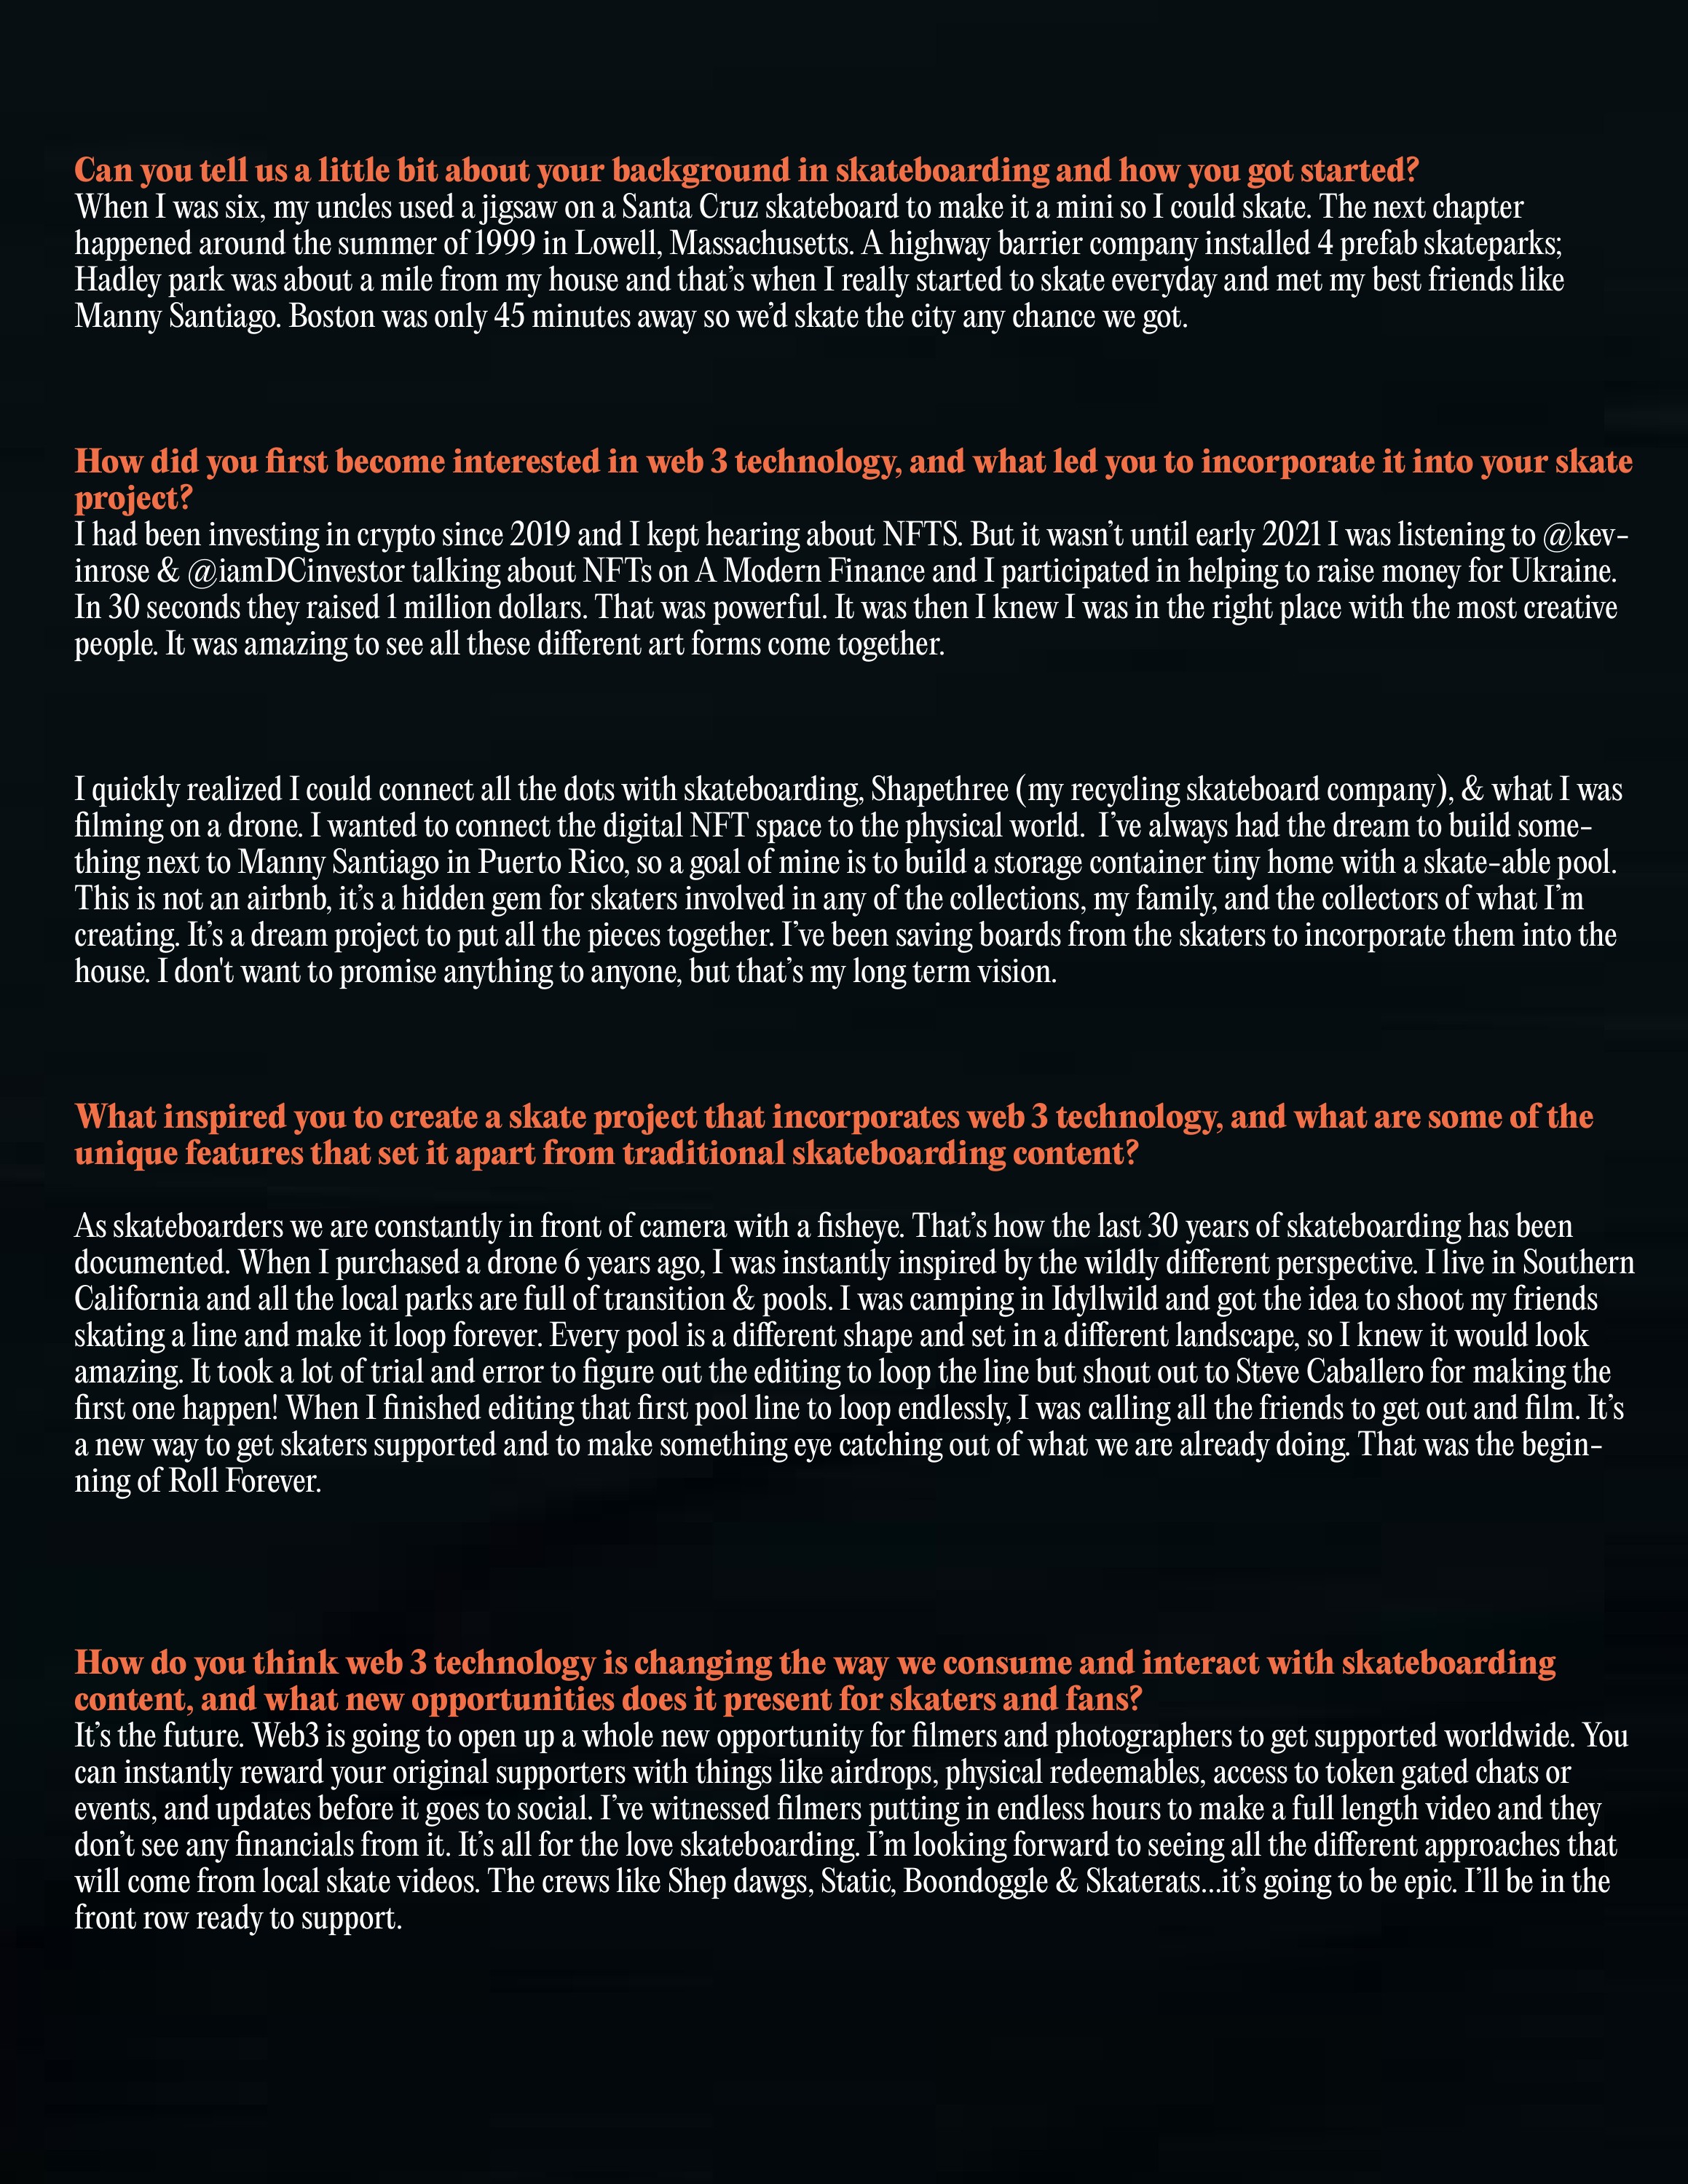 Can you tell us a little bit about your background in skateboarding and how you got started?
When I was six, my uncles used a jigsaw on a Santa Cruz skateboard to make it a mini so I could skate. The next chapter
happened around the summer of 1999 in Lowell, Massachusetts. A highway barrier company installed 4 prefab skateparks;
Hadley park was about a mile from my house and that’s when I really started to skate everyday and met my best friends like
Manny Santiago. Boston was only 45 minutes away so we’d skate the city any chance we got.
How did you first become interested in web 3 technology, and what led you to incorporate it into your skate
project?
I had been investing in crypto since 2019 and I kept hearing about NFTS. But it wasn’t until early 2021 I was listening to @kev-
inrose & @iamDCinvestor talking about NFTs on A Modern Finance and I participated in helping to raise money for Ukraine.
In 30 seconds they raised 1 million dollars. That was powerful. It was then I knew I was in the right place with the most creative
people. It was amazing to see all these different art forms come together.
I quickly realized I could connect all the dots with skateboarding, Shapethree (my recycling skateboard company), & what I was
filming on a drone. I wanted to connect the digital NFT space to the physical world.  I’ve always had the dream to build some-
thing next to Manny Santiago in Puerto Rico, so a goal of mine is to build a storage container tiny home with a skate-able pool.
This is not an airbnb, it’s a hidden gem for skaters involved in any of the collections, my family, and the collectors of what I’m
creating. It’s a dream project to put all the pieces together. I’ve been saving boards from the skaters to incorporate them into the
house. I don't want to promise anything to anyone, but that’s my long term vision.
What inspired you to create a skate project that incorporates web 3 technology, and what are some of the
unique features that set it apart from traditional skateboarding content?
As skateboarders we are constantly in front of camera with a fisheye. That’s how the last 30 years of skateboarding has been
documented. When I purchased a drone 6 years ago, I was instantly inspired by the wildly different perspective. I live in Southern
California and all the local parks are full of transition & pools. I was camping in Idyllwild and got the idea to shoot my friends
skating a line and make it loop forever. Every pool is a different shape and set in a different landscape, so I knew it would look
amazing. It took a lot of trial and error to figure out the editing to loop the line but shout out to Steve Caballero for making the
first one happen! When I finished editing that first pool line to loop endlessly, I was calling all the friends to get out and film. It’s
a new way to get skaters supported and to make something eye catching out of what we are already doing. That was the begin-
ning of Roll Forever.
How do you think web 3 technology is changing the way we consume and interact with skateboarding
content, and what new opportunities does it present for skaters and fans?
It’s the future. Web3 is going to open up a whole new opportunity for filmers and photographers to get supported worldwide. You
can instantly reward your original supporters with things like airdrops, physical redeemables, access to token gated chats or
events, and updates before it goes to social. I’ve witnessed filmers putting in endless hours to make a full length video and they
don’t see any financials from it. It’s all for the love skateboarding. I’m looking forward to seeing all the different approaches that
will come from local skate videos. The crews like Shep dawgs, Static, Boondoggle & Skaterats...it’s going to be epic. I’ll be in the
front row ready to support.